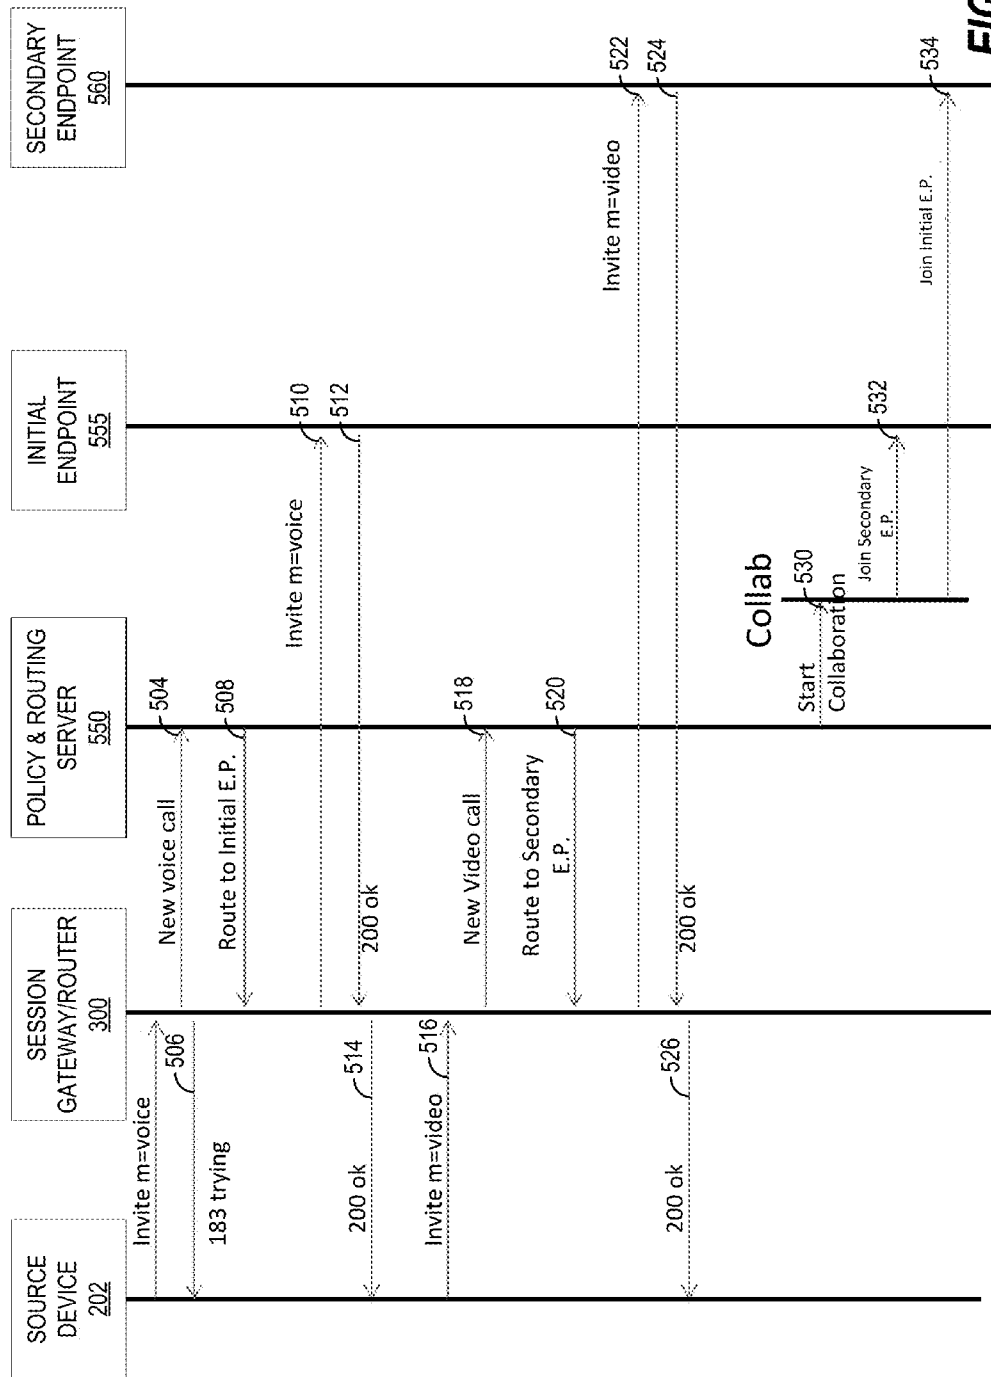 SOURCE
DEVICE
202
SESSION
GATEWAY/ROUTER
300
POLICY & ROUTING
SERVER
550
INITIAL
ENDPOINT
555
SECONDARY
ENDPOINT
560
Invite m=voice
New voice call
504
506
183 trying
Route to Initial E.P.
508
Invite m=voice
510
512
200 ok
514
200 ok
Invite m=video
516
New Video call
518
Route to Secondary
E.P.
520
Invite m=video
522
524
200 ok
526
200 ok
Collab
Start
Collaboration
530
Join Secondary
E.P.
532
Join Initial E.P.
534
FIG